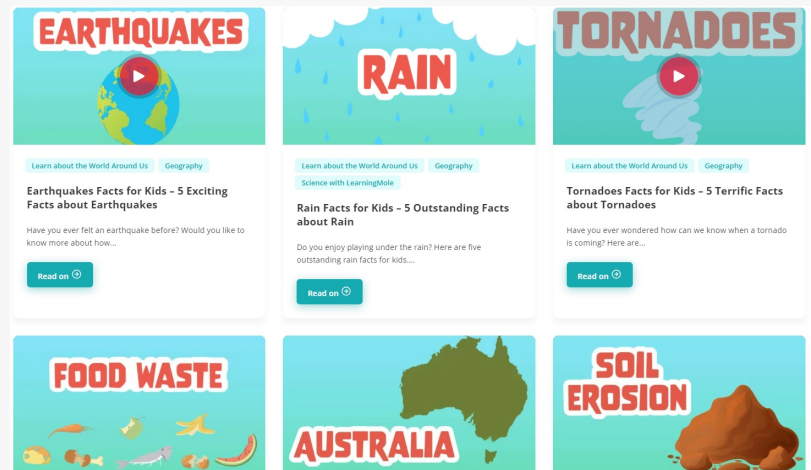 EARTHQUAKES
Learn about the World Around Us
Geography
Earthquakes Facts for Kids – 5 Exciting
Facts about Earthquakes
Have you ever felt an earthquake before? Would you like to
know more about how...
Read on
RAIN
Learn about the World Around Us
Geography
Science with LearningMole
Rain Facts for Kids – 5 Outstanding Facts
about Rain
Do you enjoy playing under the rain? Here are five
outstanding rain facts for kids....
Read on
TORNADOES
Learn about the World Around Us
Geography
Tornadoes Facts for Kids – 5 Terrific Facts
about Tornadoes
Have you ever wondered how can we know when a tornado
is coming? Here are...
Read on
FOOD WASTE
AUSTRALIA
SOIL
EROSION